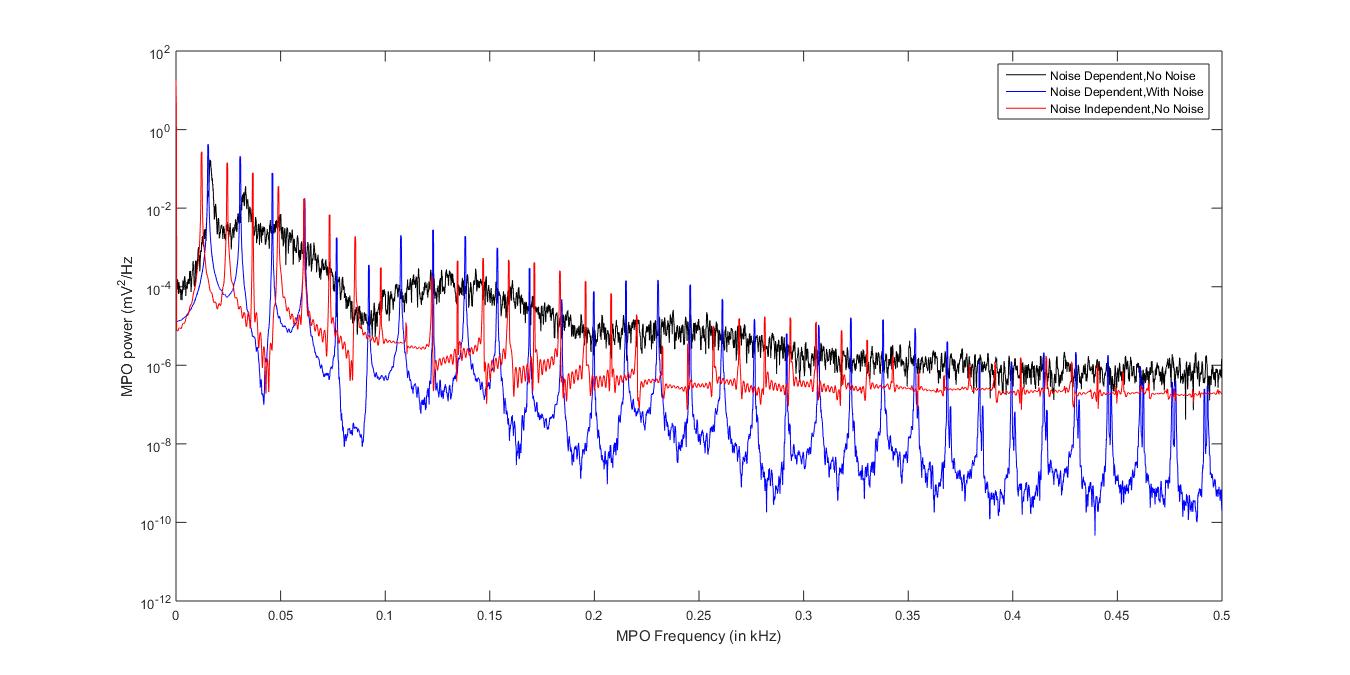 10^2
10^0
10^-2
10^-4
10^-6
10^-8
10^-10
10^-12
MPO power (mV^2/Hz)
Noise Dependent,No Noise
Noise Dependent,With Noise
Noise Independent,No Noise
0 0.05 0.1 0.15 0.2 0.25 0.3 0.35 0.4 0.45 0.5
MPO Frequency (in kHz)